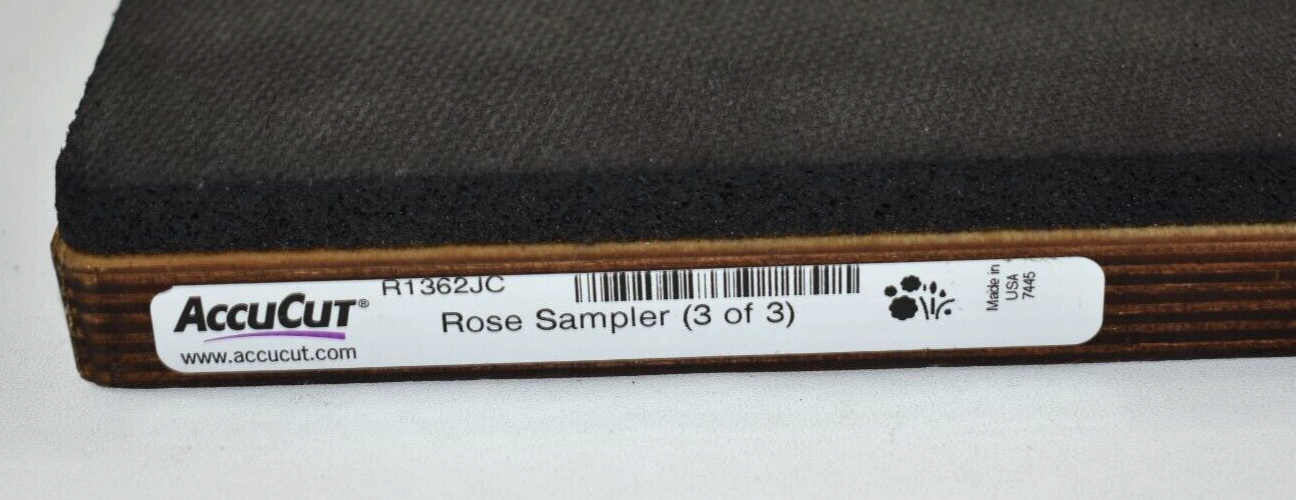 ACCUCUT®
www.accucut.com
R1362JC
Rose Sampler (3 of 3)
Made in
USA
7445